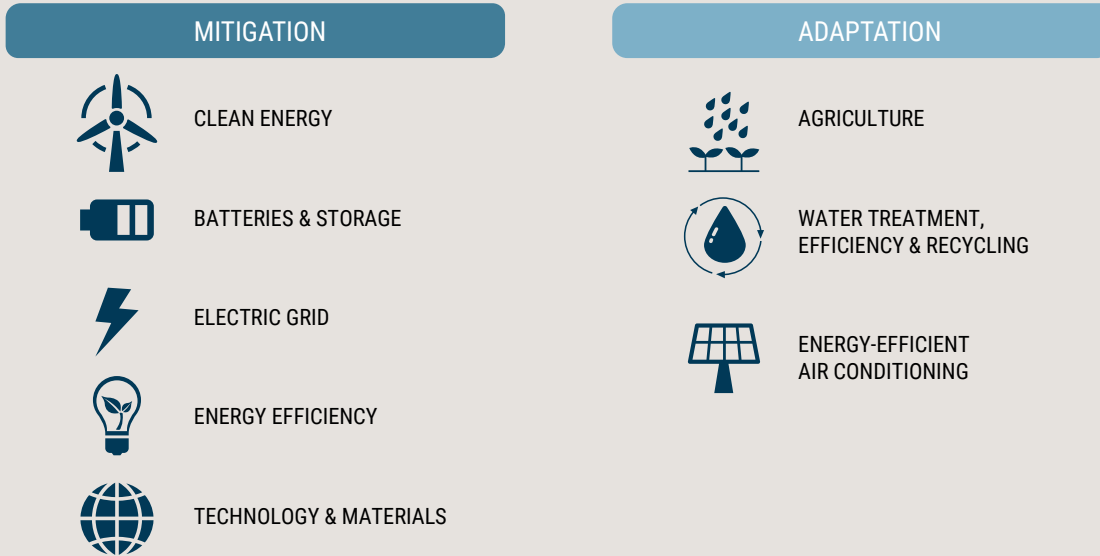 MITIGATION
CLEAN ENERGY
BATTERIES & STORAGE
ELECTRIC GRID
ENERGY EFFICIENCY
TECHNOLOGY & MATERIALS
ADAPTATION
AGRICULTURE
WATER TREATMENT,
EFFICIENCY & RECYCLING
ENERGY-EFFICIENT
AIR CONDITIONING